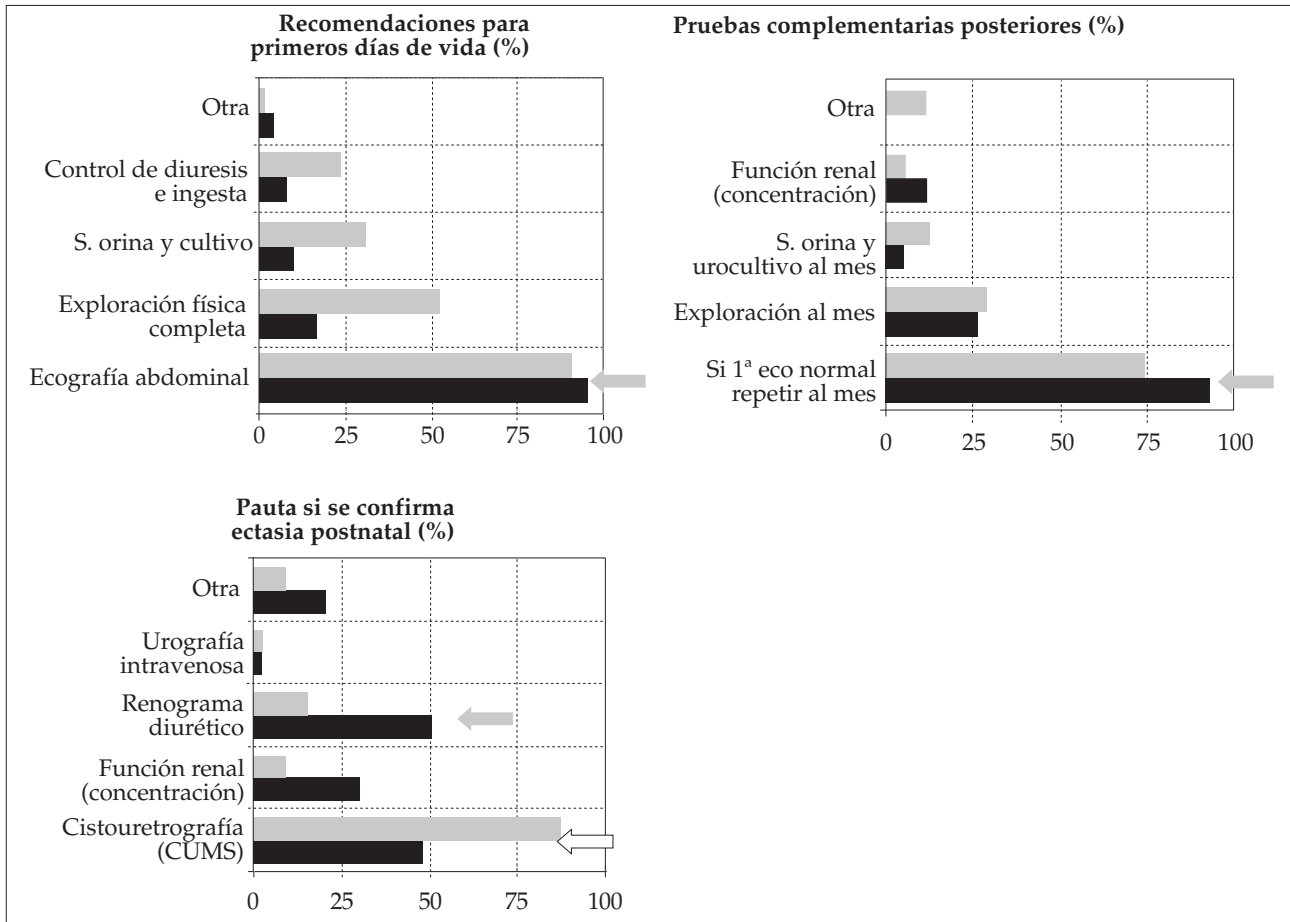 Recomendaciones para
primeros días de vida (%)
Otra
Control de diuresis
e ingesta
S. orina y cultivo
Exploración física
completa
Ecografía abdominal
0 25 50 75 100
Pruebas complementarias posteriores (%)
Otra
Función renal
(concentración)
S. orina y
urocultivo al mes
Exploración al mes
Si 1ª eco normal
repetir al mes
0 25 50 75 100
Pauta si se confirma
ectasia postnatal (%)
Otra
Urografía
intravenosa
Renograma
diurético
Función renal
(concentración)
Cistouretrografía
(CUMS)
0 25 50 75 100